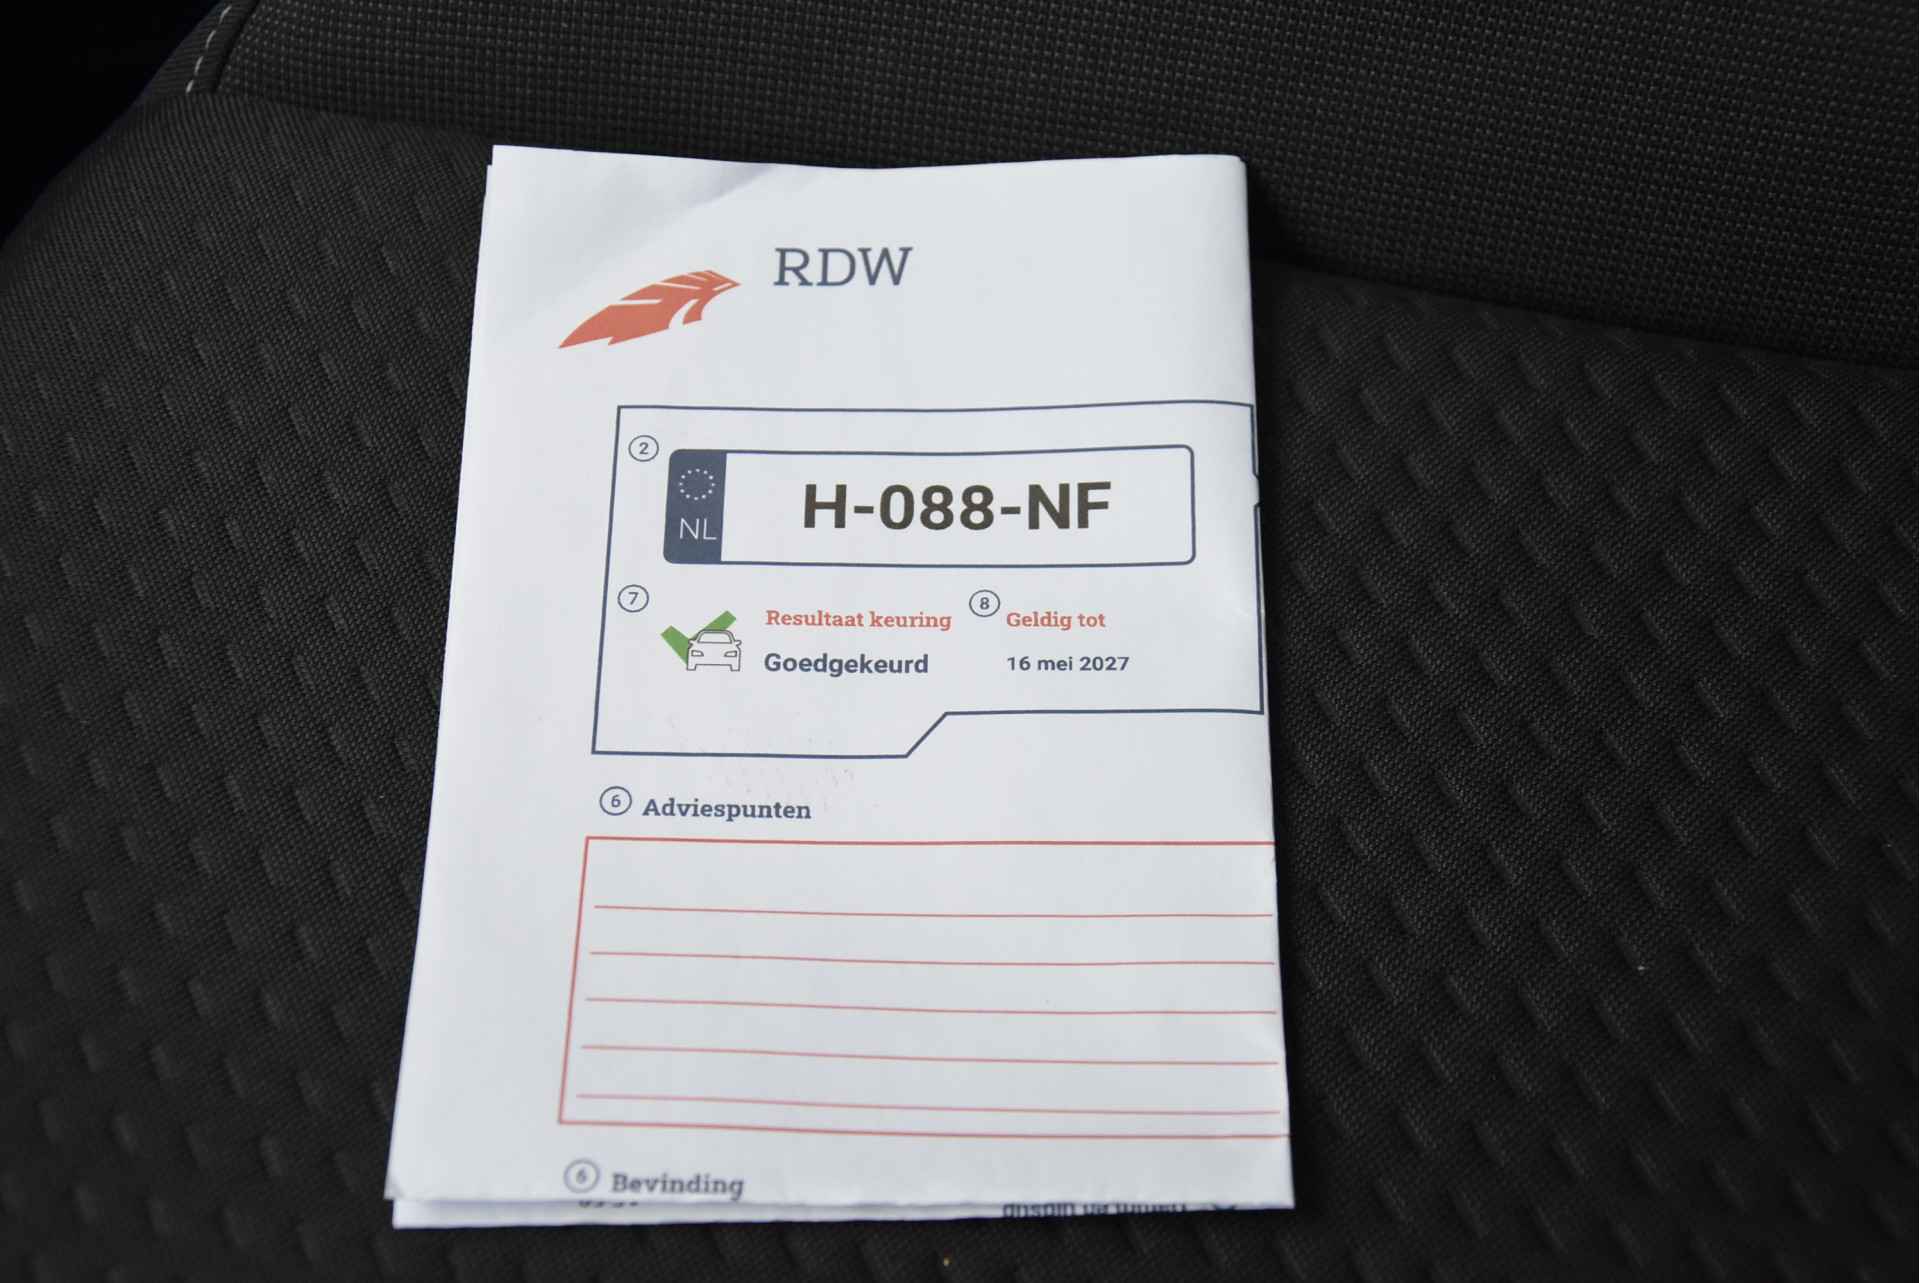 RDW
2
NL
H-088-NF
7
Resultaat keuring
8
Geldig tot
Goedgekeurd
16 mei 2027
6 Adviespunten
6 Bevinding